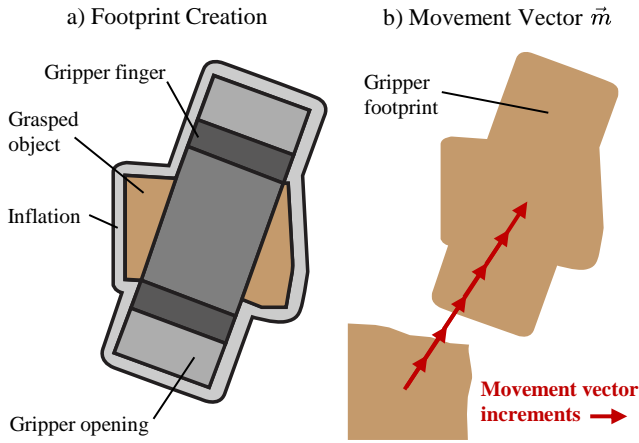 a) Footprint Creation
Gripper finger
Grasped
object
Inflation
Gripper opening
b) Movement Vector m⃗
Gripper
footprint
Movement vector
increments